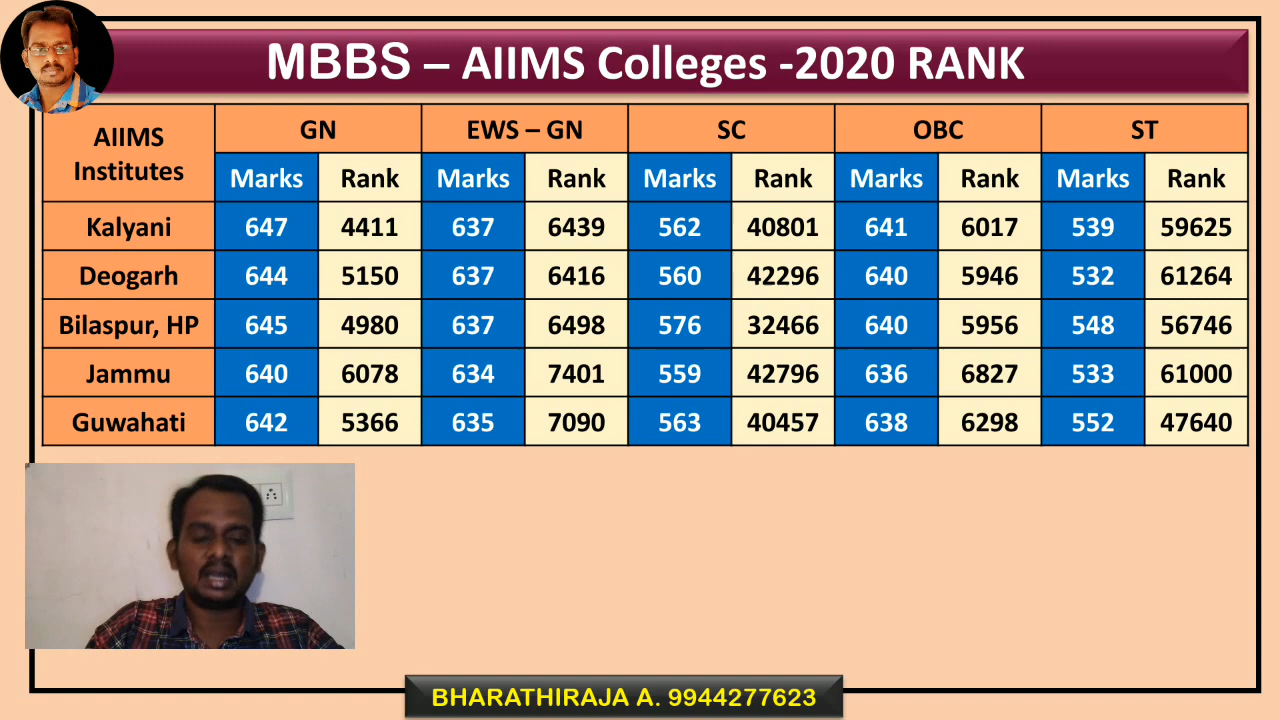 MBBS – AIIMS Colleges -2020 RANK
AIIMS Institutes GN EWS – GN SC OBC ST
Marks Rank Marks Rank Marks Rank Marks Rank Marks Rank
Kalyani 647 4411 637 6439 562 40801 641 6017 539 59625
Deogarh 644 5150 637 6416 560 42296 640 5946 532 61264
Bilaspur, HP 645 4980 637 6498 576 32466 640 5956 548 56746
Jammu 640 6078 634 7401 559 42796 636 6827 533 61000
Guwahati 642 5366 635 7090 563 40457 638 6298 552 47640
BHARATHIRAJA A. 9944277623